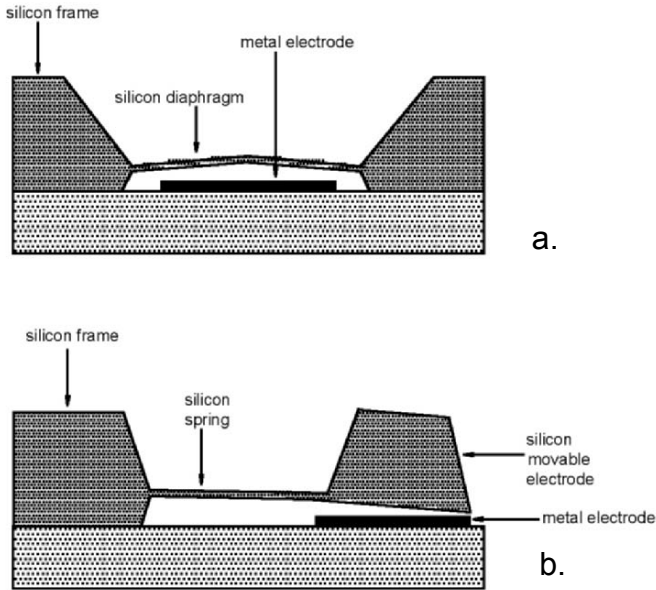 silicon frame
metal electrode
silicon diaphragm
a.
silicon frame
silicon
spring
silicon
movable
electrode
metal electrode
b.